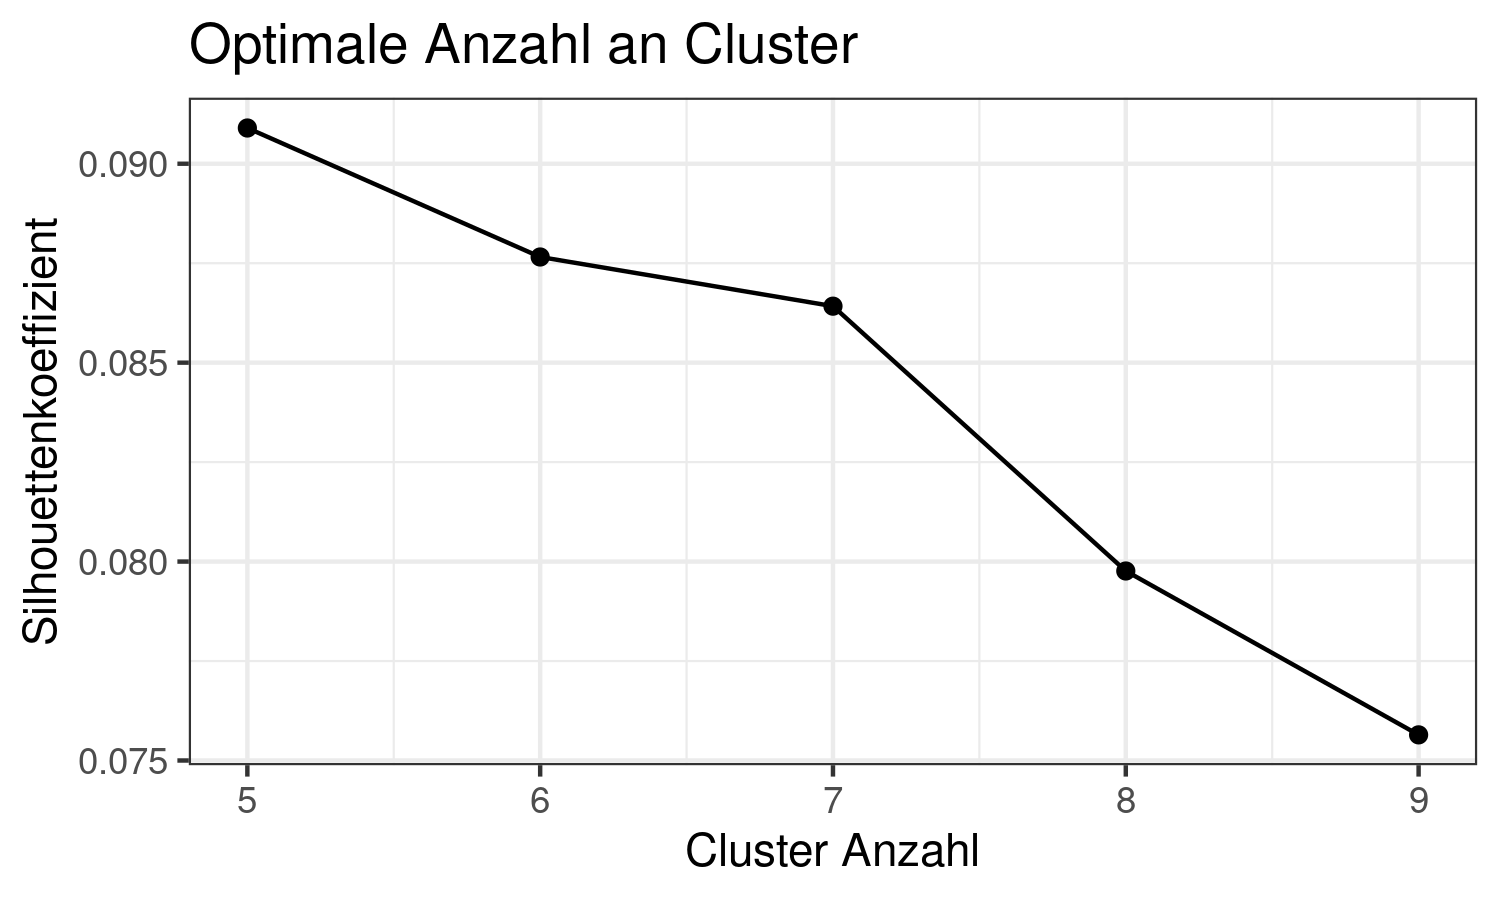 Optimale Anzahl an Cluster
Silhouettenkoeffizient
0.090
0.085
0.080
0.075
5 6 7 8 9
Cluster Anzahl